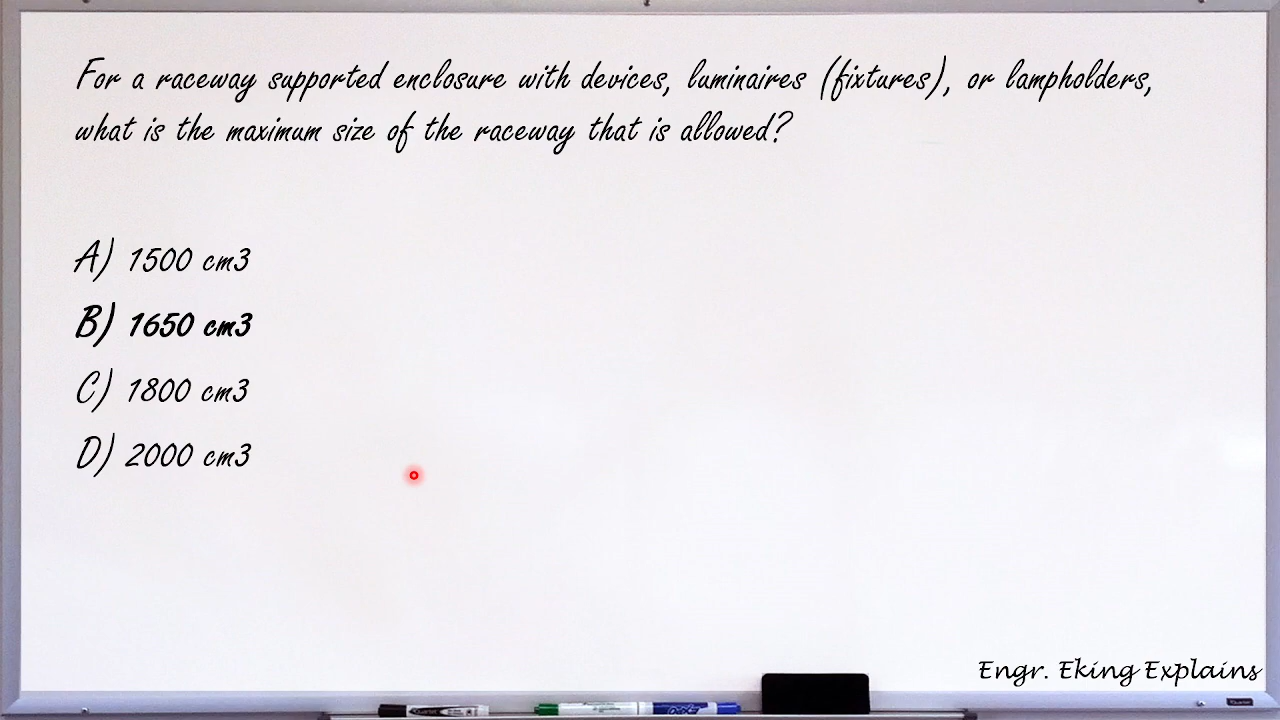 For a raceway supported enclosure with devices, luminaires (fixtures), or lampholders,
what is the maximum size of the raceway that is allowed?
A) 1500 cm3
B) 1650 cm3
C) 1800 cm3
D) 2000 cm3
Engr. Eking Explains